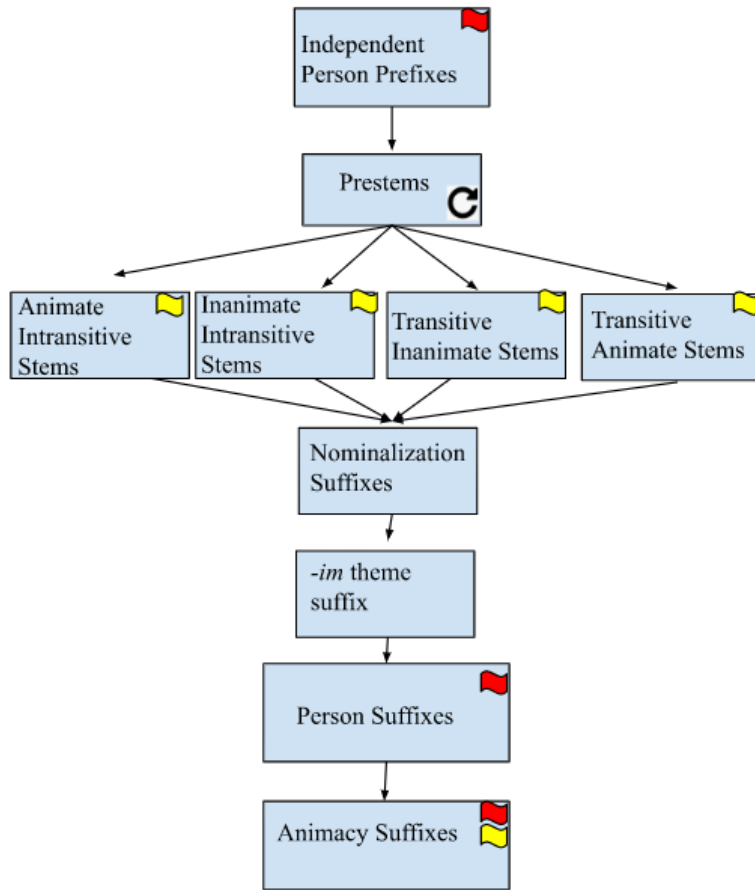 Independent
Person Prefixes
Prestems
Animate
Intransitive
Stems
Inanimate
Intransitive
Stems
Transitive
Inanimate Stems
Transitive
Animate Stems
Nominalization
Suffixes
-im theme
suffix
Person Suffixes
Animacy Suffixes